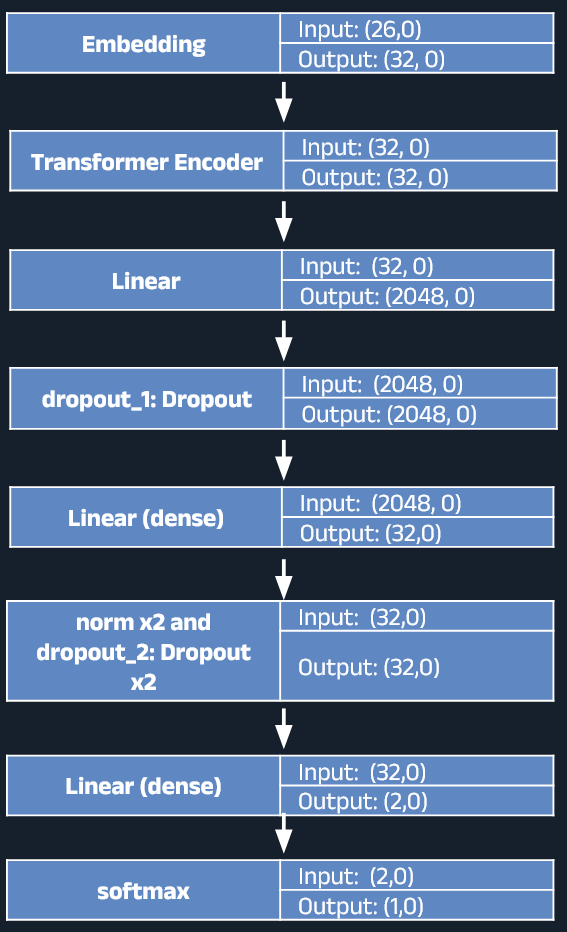 Embedding
Input: (26,0)
Output: (32, 0)
Transformer Encoder
Input: (32, 0)
Output: (32, 0)
Linear
Input:  (32, 0)
Output: (2048, 0)
dropout_1: Dropout
Input:  (2048, 0)
Output: (2048, 0)
Linear (dense)
Input:  (2048, 0)
Output: (32,0)
norm x2 and
dropout_2: Dropout
x2
Input:  (32,0)
Output: (32,0)
Linear (dense)
Input:  (32,0)
Output: (2,0)
softmax
Input:  (2,0)
Output: (1,0)